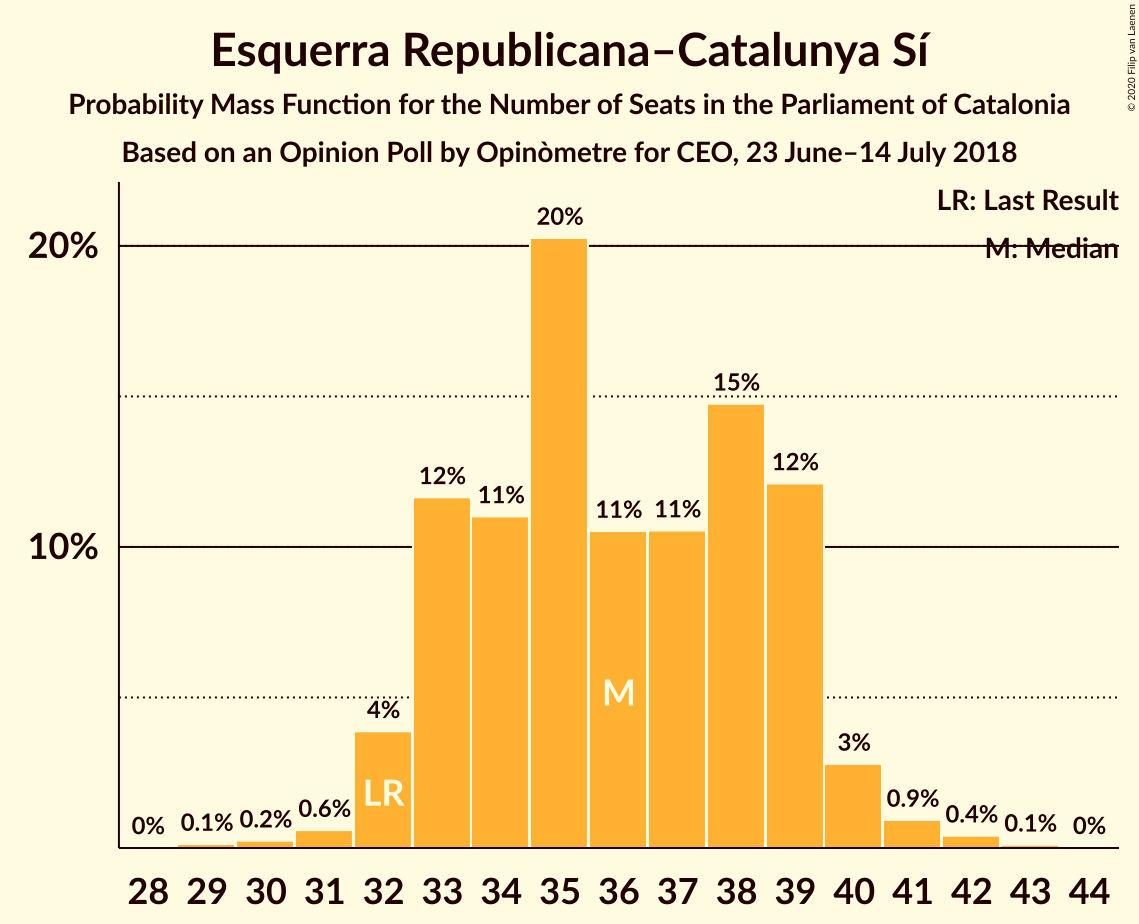 Esquerra Republicana–Catalunya Sí
Probability Mass Function for the Number of Seats in the Parliament of Catalonia
Based on an Opinion Poll by Opinòmetre for CEO, 23 June–14 July 2018
© 2020 Filip van Laenen
LR: Last Result
M: Median
20%
10%
0% 0.1% 0.2% 0.6% 4% 12% 11% 20% 11% 11% 15% 12% 3% 0.9% 0.4% 0.1% 0%
LR M
28 29 30 31 32 33 34 35 36 37 38 39 40 41 42 43 44